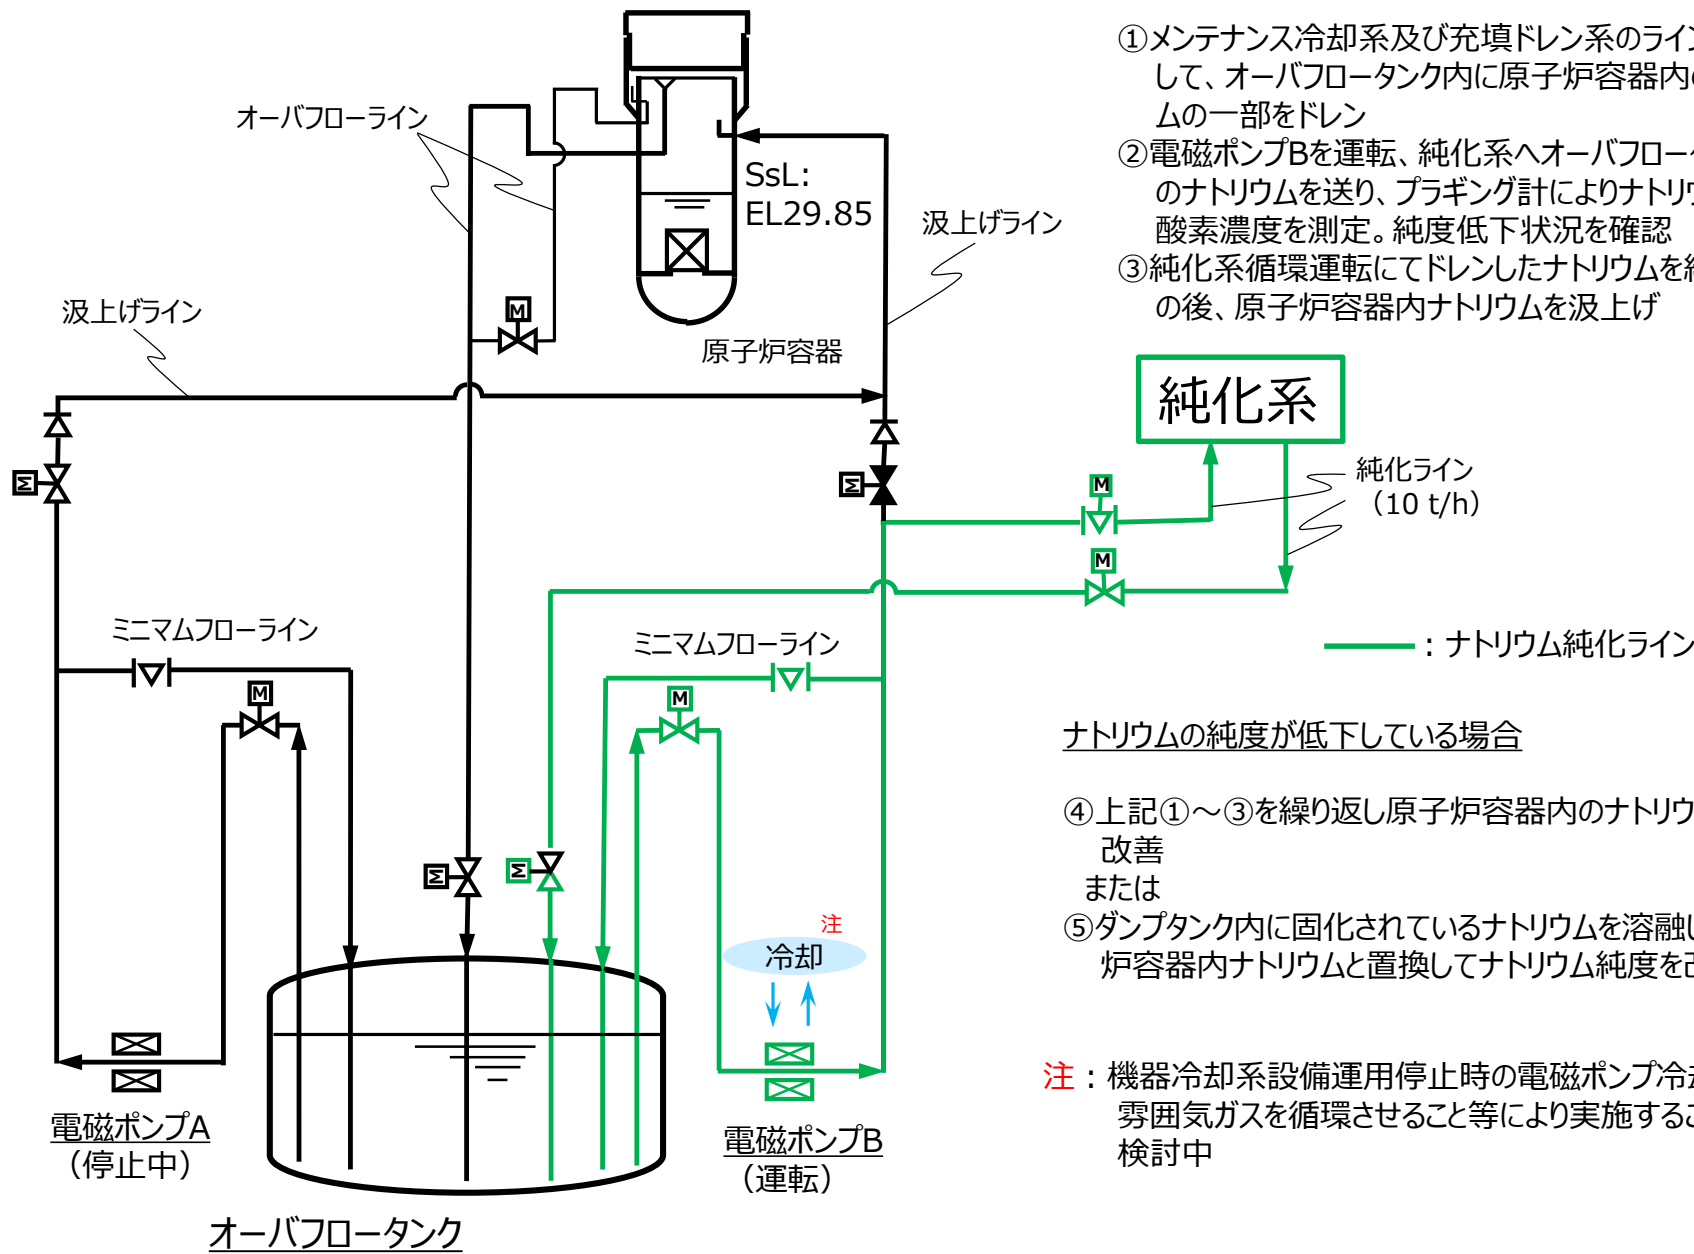 ①メンテナンス冷却系及び充填ドレン系のライン
して、オーバフロータンク内に原子炉容器内の
ムの一部をドレン
②電磁ポンプBを運転、純化系へオーバフロー
のナトリウムを送り、プラギング計によりナトリ
酸素濃度を測定。純度低下状況を確認
③純化系循環運転にてドレンしたナトリウムを
の後、原子炉容器内ナトリウムを汲上げ
オーバフローライン
SsL:
EL29.85
汲上げライン
汲上げライン
M
原子炉容器
純化系
純化ライン
（10 t/h）
M
M
M
M
ミニマムフローライン
ミニマムフローライン
：ナトリウム純化ライン
M
M
ナトリウムの純度が低下している場合
④上記①～③を繰り返し原子炉容器内のナトリウ
改善
または
⑤ダンプタンク内に固化されているナトリウムを溶融し
炉容器内ナトリウムと置換してナトリウム純度を
M
M
注
冷却
注：機器冷却系設備運用停止時の電磁ポンプ冷
雰囲気ガスを循環させること等により実施する
検討中
電磁ポンプA
（停止中）
電磁ポンプB
（運転）
オーバフロータンク